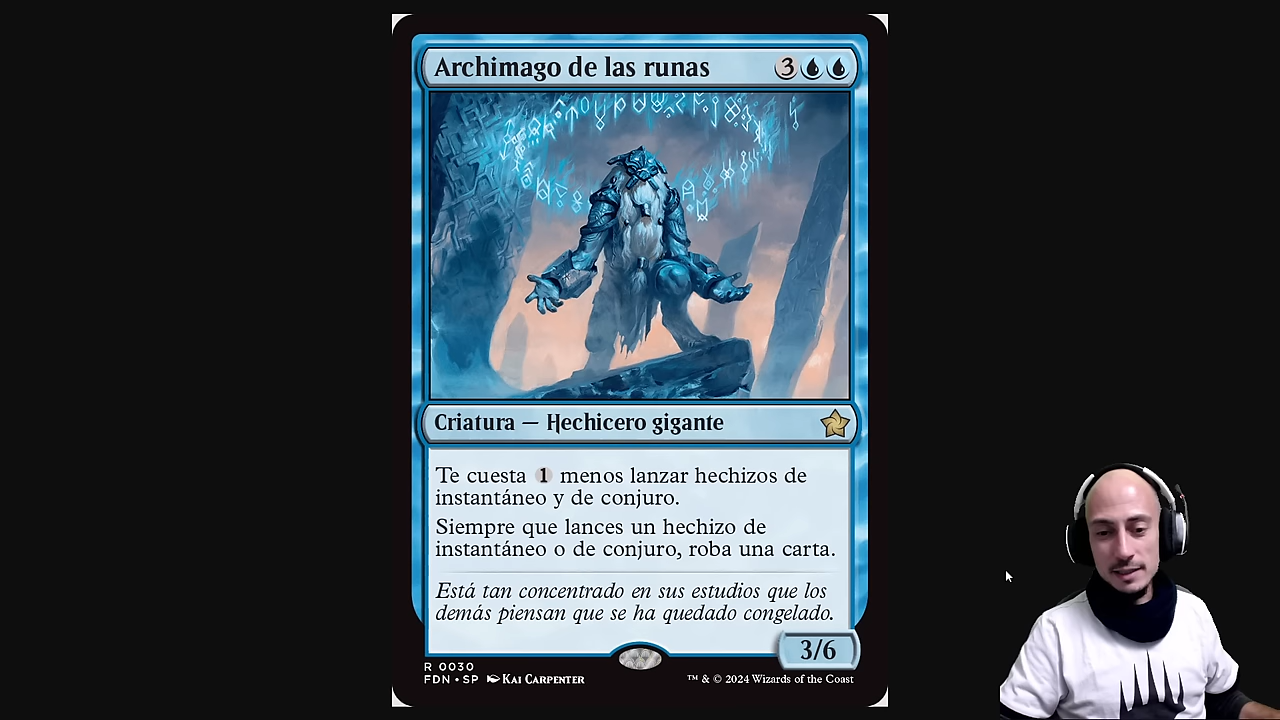 Archimago de las runas
3
Criatura — Hechicero gigante
Te cuesta 1 menos lanzar hechizos de
instantáneo y de conjuro.
Siempre que lances un hechizo de
instantáneo o de conjuro, roba una carta.
Está tan concentrado en sus estudios que los
demás piensan que se ha quedado congelado.
3/6
R 0030
FDN • SP Kai Carpenter
™ & © 2024 Wizards of the Coast